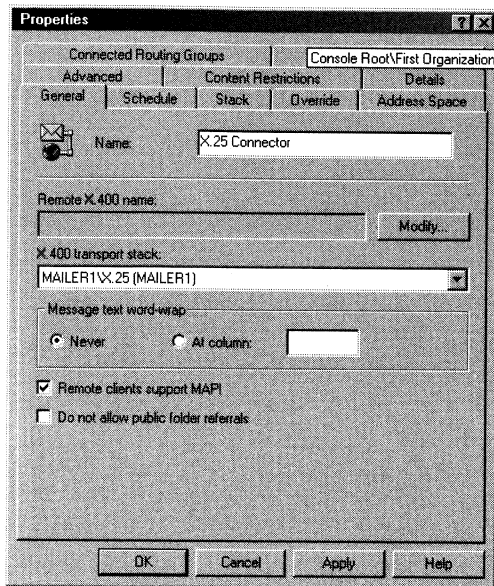 Properties
Connected Routing Groups
Console Root\First Organization
Advanced
Content Restrictions
Details
General
Schedule
Stack
Override
Address Space
Name:
X.25 Connector
Remote X.400 name:
Modify...
X.400 transport stack:
MAILER1\X.25 (MAILER1)
Message text word-wrap
Never
At column:
Remote clients support MAPI
Do not allow public folder referrals
OK
Cancel
Apply
Help